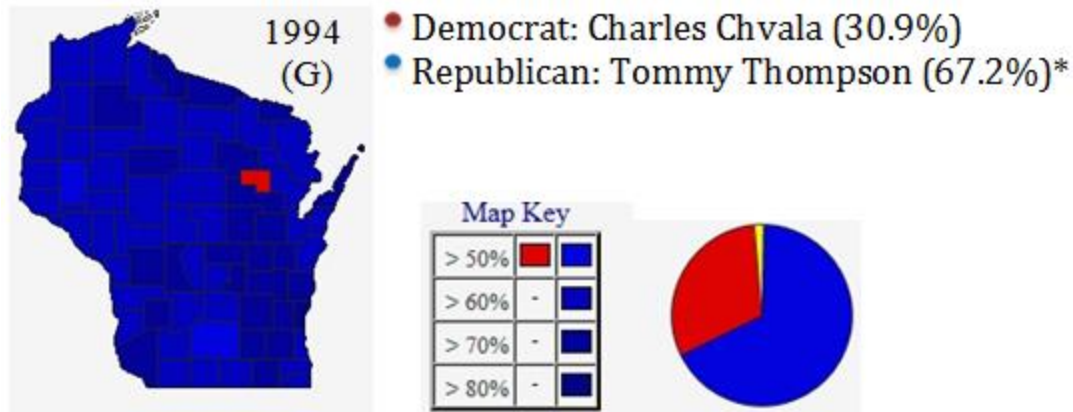 1994
(G)
Democrat: Charles Chvala (30.9%)
Republican: Tommy Thompson (67.2%)*
Map Key
> 50%
> 60% -
> 70% -
> 80% -